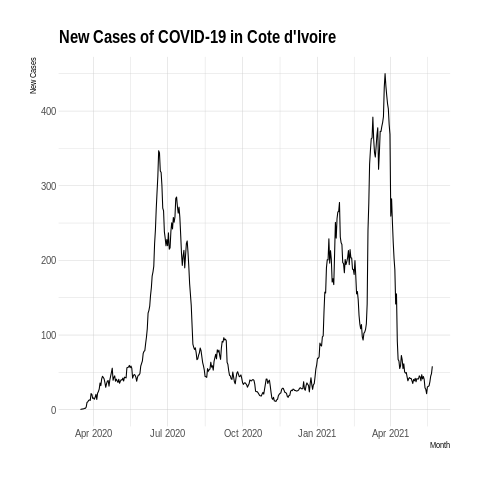 New Cases of COVID-19 in Cote d'Ivoire
New Cases
400
300
200
100
0
Apr 2020 Jul 2020 Oct 2020 Jan 2021 Apr 2021
Month